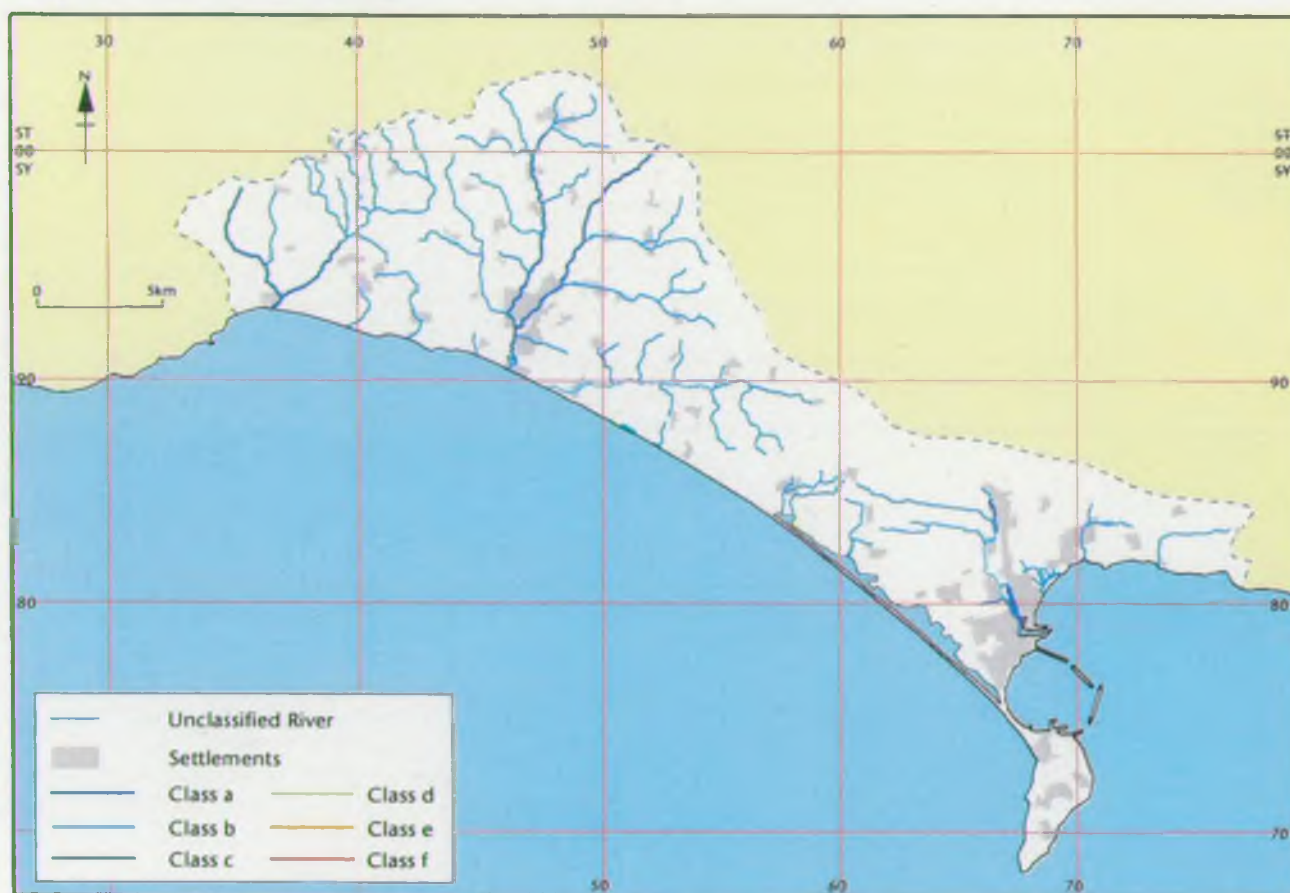 30 40 50 60 70
N
ST ST
00 00
SY SY
0 5km
90 90
80 80
Unclassified River
Settlements
Class a Class d
Class b Class e
Class c Class f
70
50 60 70